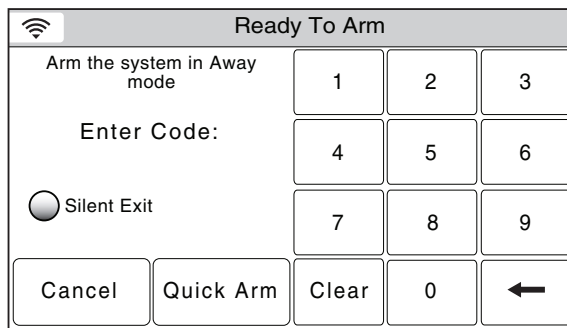 Ready To Arm
Arm the system in Away
mode
Enter Code:
Silent Exit
1 2 3
4 5 6
7 8 9
Cancel Quick Arm Clear 0